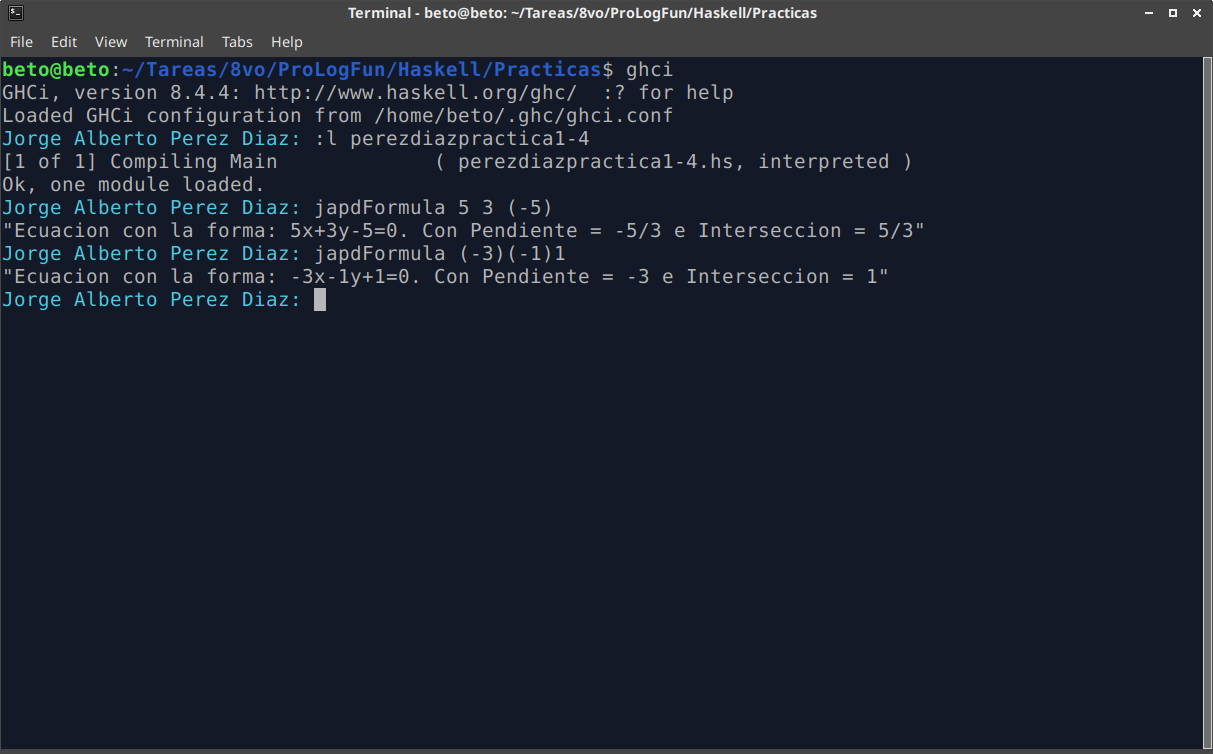 Terminal - beto@beto: ~/Tareas/8vo/ProLogFun/Haskell/Practicas
File Edit View Terminal Tabs Help
beto@beto:~/Tareas/8vo/ProLogFun/Haskell/Practicas$ ghci
GHCi, version 8.4.4: http://www.haskell.org/ghc/  :? for help
Loaded GHCi configuration from /home/beto/.ghc/ghci.conf
Jorge Alberto Perez Diaz: :l perezdiazpractica1-4
[1 of 1] Compiling Main             ( perezdiazpractica1-4.hs, interpreted )
Ok, one module loaded.
Jorge Alberto Perez Diaz: japdFormula 5 3 (-5)
"Ecuacion con la forma: 5x+3y-5=0. Con Pendiente = -5/3 e Interseccion = 5/3"
Jorge Alberto Perez Diaz: japdFormula (-3)(-1)1
"Ecuacion con la forma: -3x-1y+1=0. Con Pendiente = -3 e Interseccion = 1"
Jorge Alberto Perez Diaz: